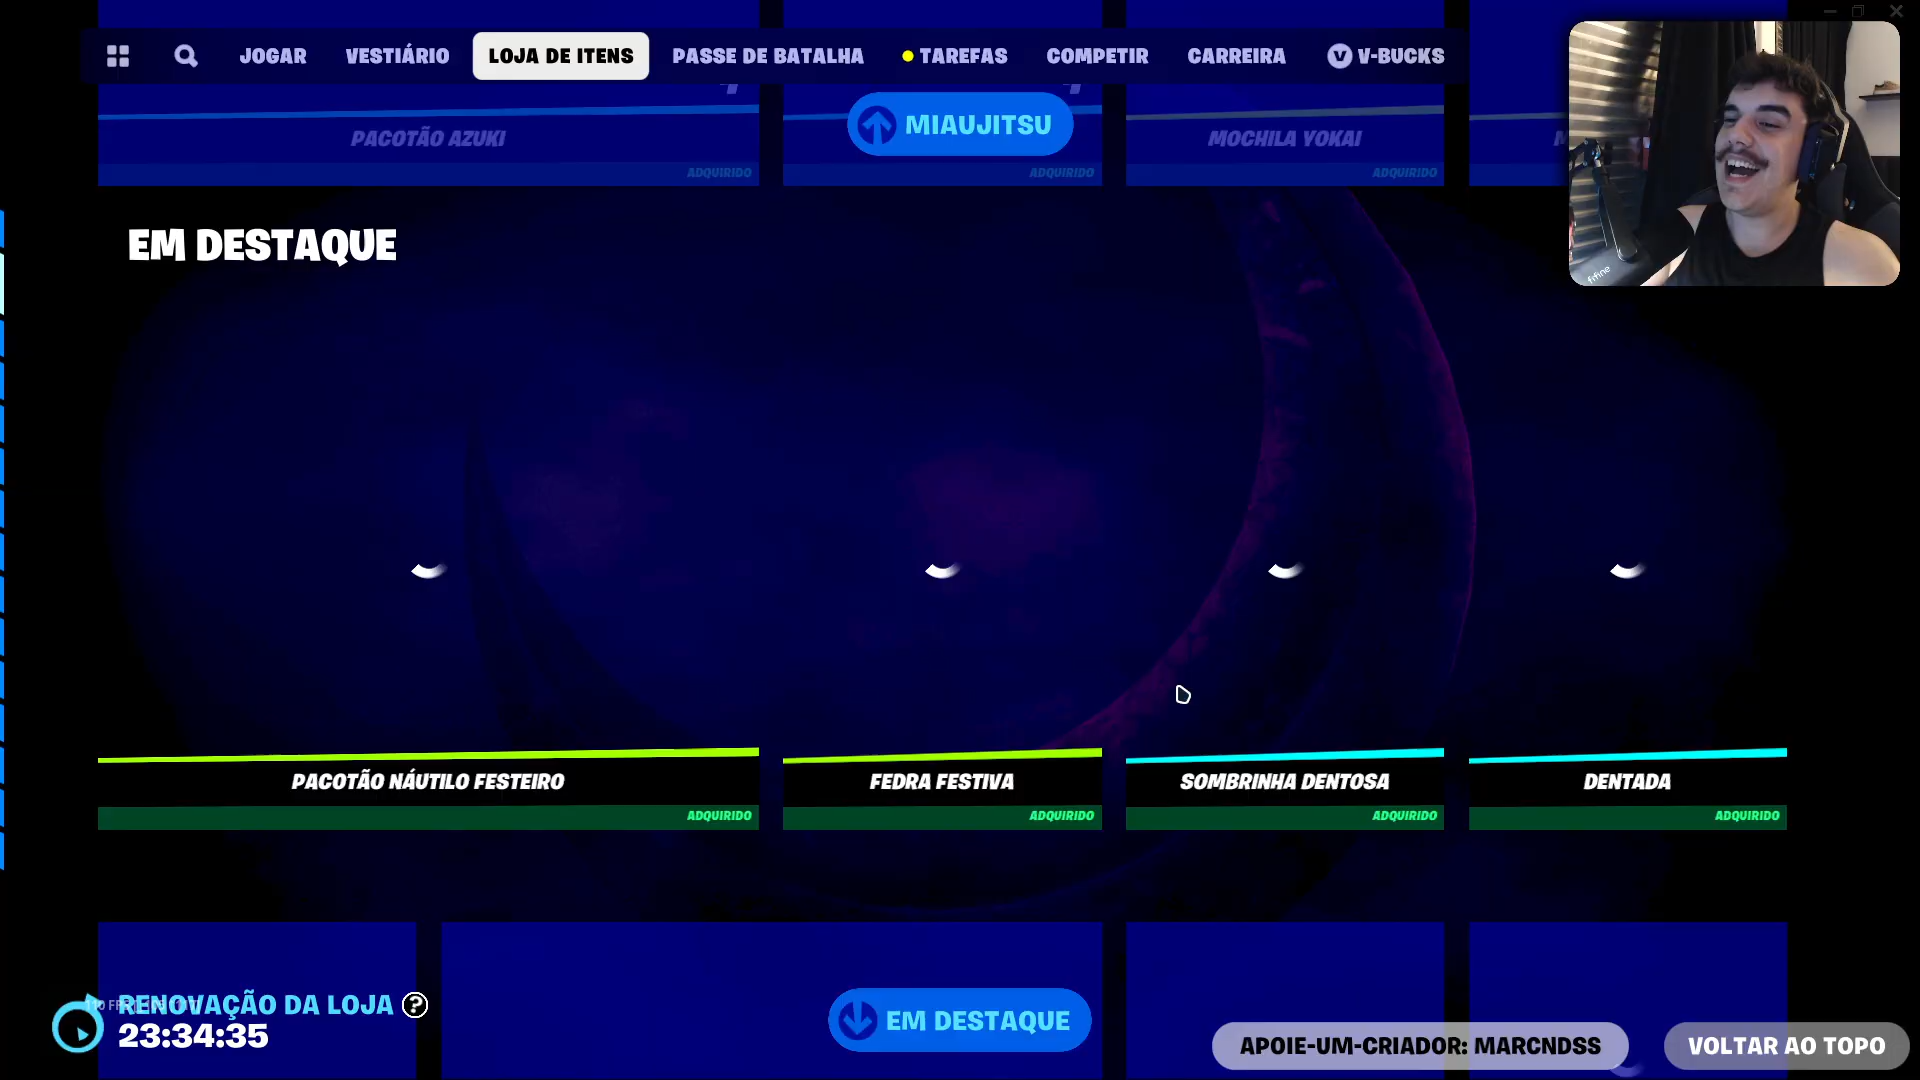 JOGAR
VESTIÁRIO
LOJA DE ITENS
PASSE DE BATALHA
TAREFAS
COMPETIR
CARREIRA
V-BUCKS
MIAUJITSU
PACOTÃO AZUKI
MOCHILA YOKAI
ADQUIRIDO
ADQUIRIDO
ADQUIRIDO
fifine
EM DESTAQUE
PACOTÃO NÁUTILO FESTEIRO
FEDRA FESTIVA
SOMBRINHA DENTOSA
DENTADA
ADQUIRIDO
ADQUIRIDO
ADQUIRIDO
ADQUIRIDO
RENOVAÇÃO DA LOJA ?
23:34:35
EM DESTAQUE
APOIE-UM-CRIADOR: MARCNDSS
VOLTAR AO TOPO